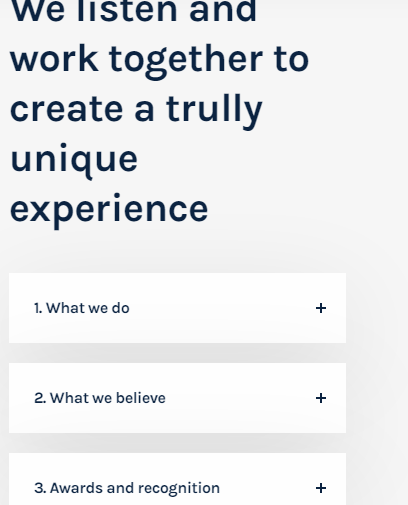 We listen and
work together to
create a trully
unique
experience
1. What we do
+
2. What we believe
+
3. Awards and recognition
+